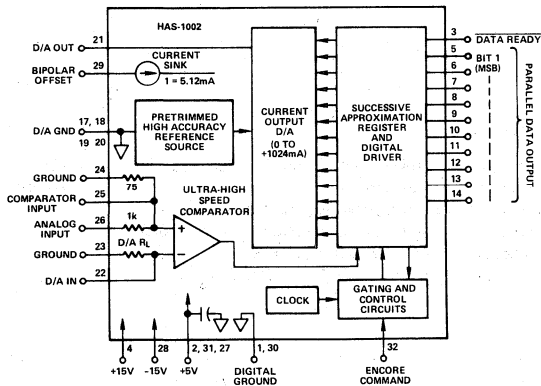 HAS-1002
D/A OUT 21
BIPOLAR OFFSET 29
CURRENT SINK
1 = 5.12mA
D/A GND 17, 18
19 20
PRETRIMMED
HIGH ACCURACY
REFERENCE
SOURCE
GROUND 24
75
COMPARATOR INPUT 25
ANALOG INPUT 26
1k
GROUND 23
D/A RL
D/A IN 22
ULTRA-HIGH
SPEED
COMPARATOR
+
−
CURRENT
OUTPUT
D/A
(0 TO
+1024mA)
SUCCESSIVE
APPROXIMATION
REGISTER
AND
DIGITAL
DRIVER
CLOCK
GATING AND
CONTROL
CIRCUITS
3 DATA READY
5 BIT 1
(MSB)
6
7
8
9
10
11
12
13
14
PARALLEL DATA OUTPUT
4
+15V
28
-15V
2, 31, 27
+5V
1, 30
DIGITAL
GROUND
32
ENCORE
COMMAND